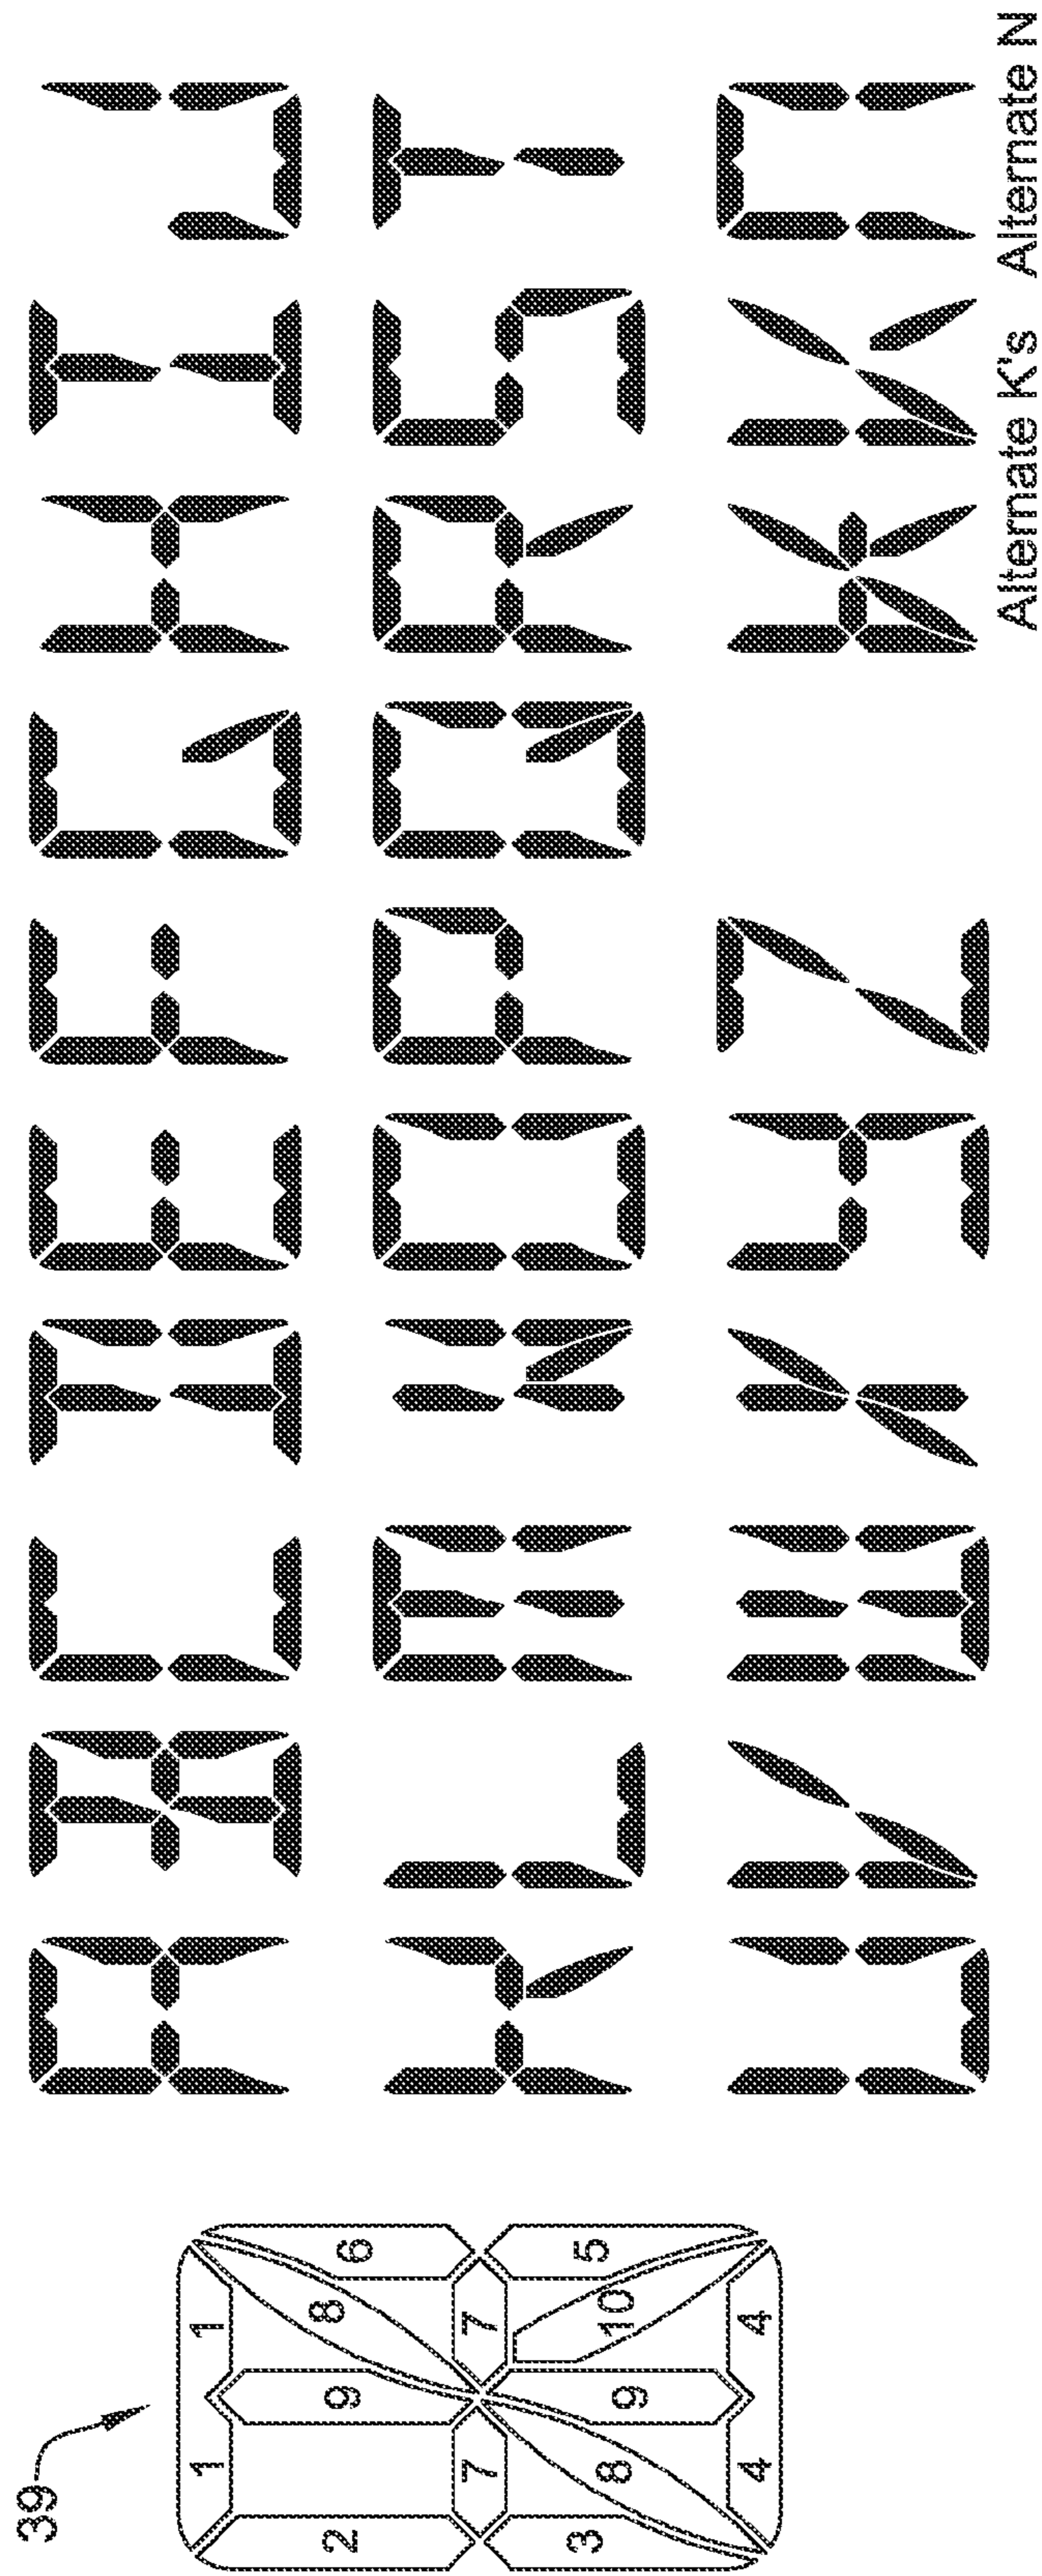 39
1 1
2 9 8 6
7 7
3 8 9 10 5
4 4
A B C D E F G H I J
K L M N O P Q R S T
U V W X Y Z K K N
Alternate K's Alternate N